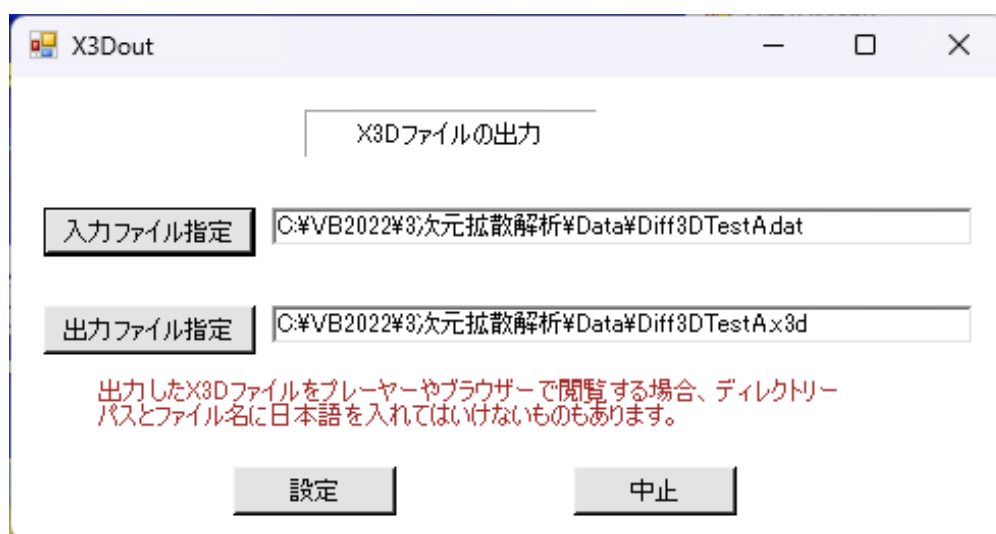 X3Dout
X3Dファイルの出力
入力ファイル指定 C:¥VB2022¥3次元拡散解析¥Data¥Diff3DTestA.dat
出力ファイル指定 C:¥VB2022¥3次元拡散解析¥Data¥Diff3DTestA.x3d
出力したX3Dファイルをプレーヤーやブラウザーで閲覧する場合、ディレクトリー
パスとファイル名に日本語を入れてはいけないものもあります。
設定 中止